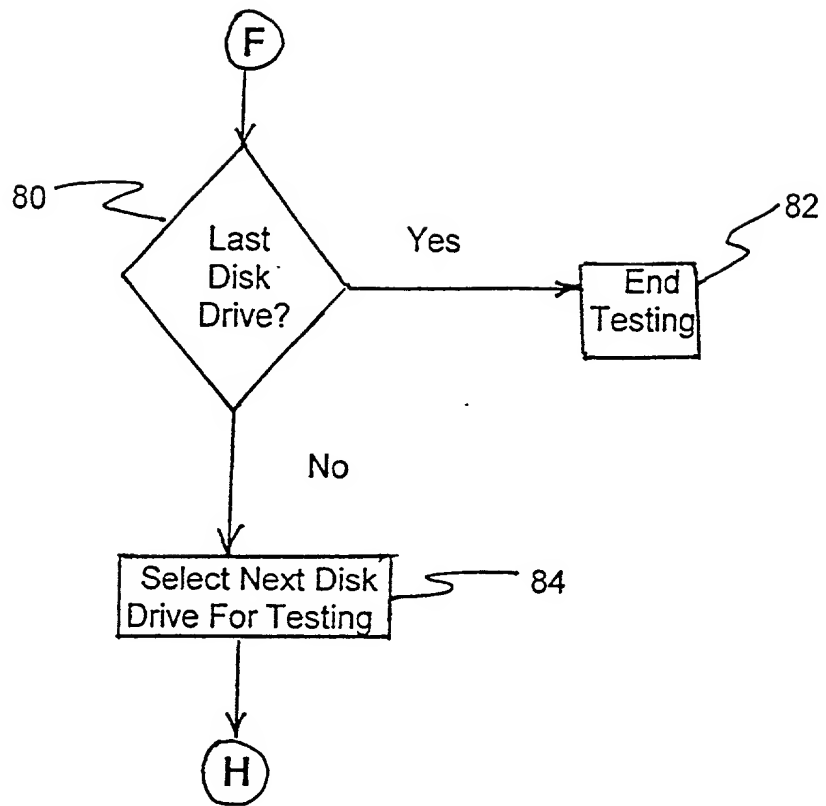 F
80
Last
Disk
Drive?
Yes
82
End
Testing
No
Select Next Disk
Drive For Testing
84
H